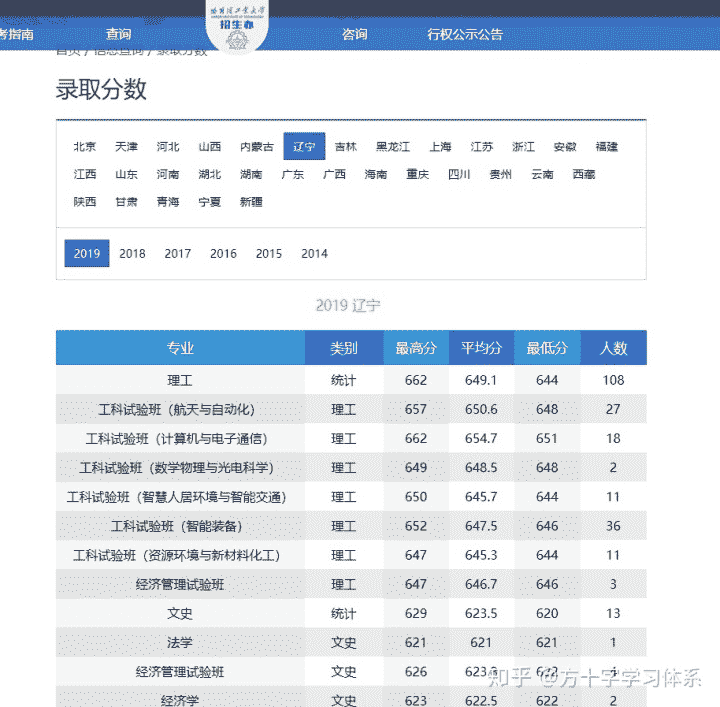 考指南 查询 咨询 行权公示公告
哈尔滨工业大学
招生办
首页 / 信息查询 / 录取分数
录取分数
北京 天津 河北 山西 内蒙古 辽宁 吉林 黑龙江 上海 江苏 浙江 安徽 福建
江西 山东 河南 湖北 湖南 广东 广西 海南 重庆 四川 贵州 云南 西藏
陕西 甘肃 青海 宁夏 新疆
2019 2018 2017 2016 2015 2014
2019 辽宁
专业 类别 最高分 平均分 最低分 人数
理工 统计 662 649.1 644 108
工科试验班（航天与自动化） 理工 657 650.6 648 27
工科试验班（计算机与电子通信） 理工 662 654.7 651 18
工科试验班（数学物理与光电科学） 理工 649 648.5 648 2
工科试验班（智慧人居环境与智能交通） 理工 650 645.7 644 11
工科试验班（智能装备） 理工 652 647.5 646 36
工科试验班（资源环境与新材料化工） 理工 647 645.3 644 11
经济管理试验班 理工 647 646.7 646 3
文史 统计 629 623.5 620 13
法学 文史 621 621 621 1
经济管理试验班 文史 626
经济学 文史 623 622.5 622 2
知乎 @方十字学习体系